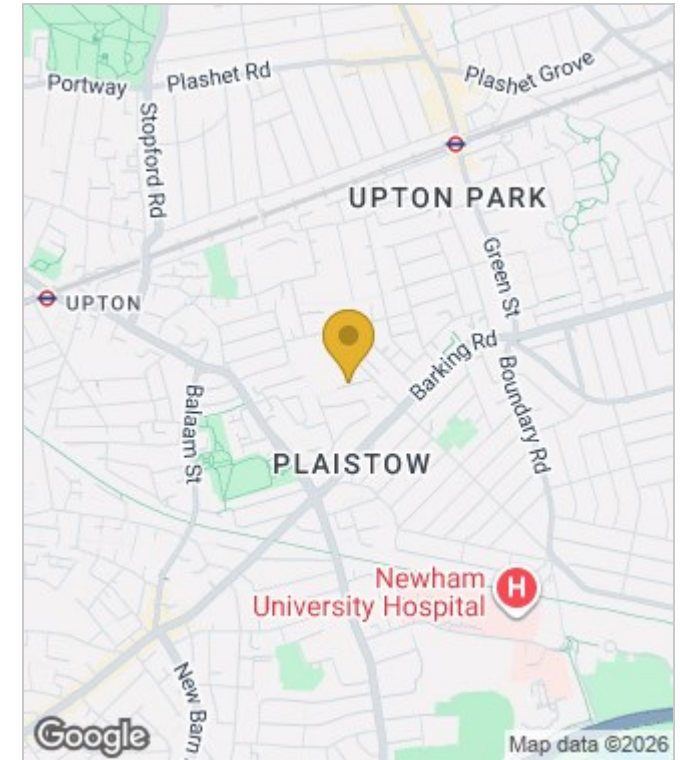 Portway
Plashet Rd
Plashet Grove
Stopford Rd
UPTON PARK
Green St
UPTON
Barking Rd
Boundary Rd
Balaam St
PLAISTOW
Newham
University Hospital
H
New Barn
Google
Map data ©2026